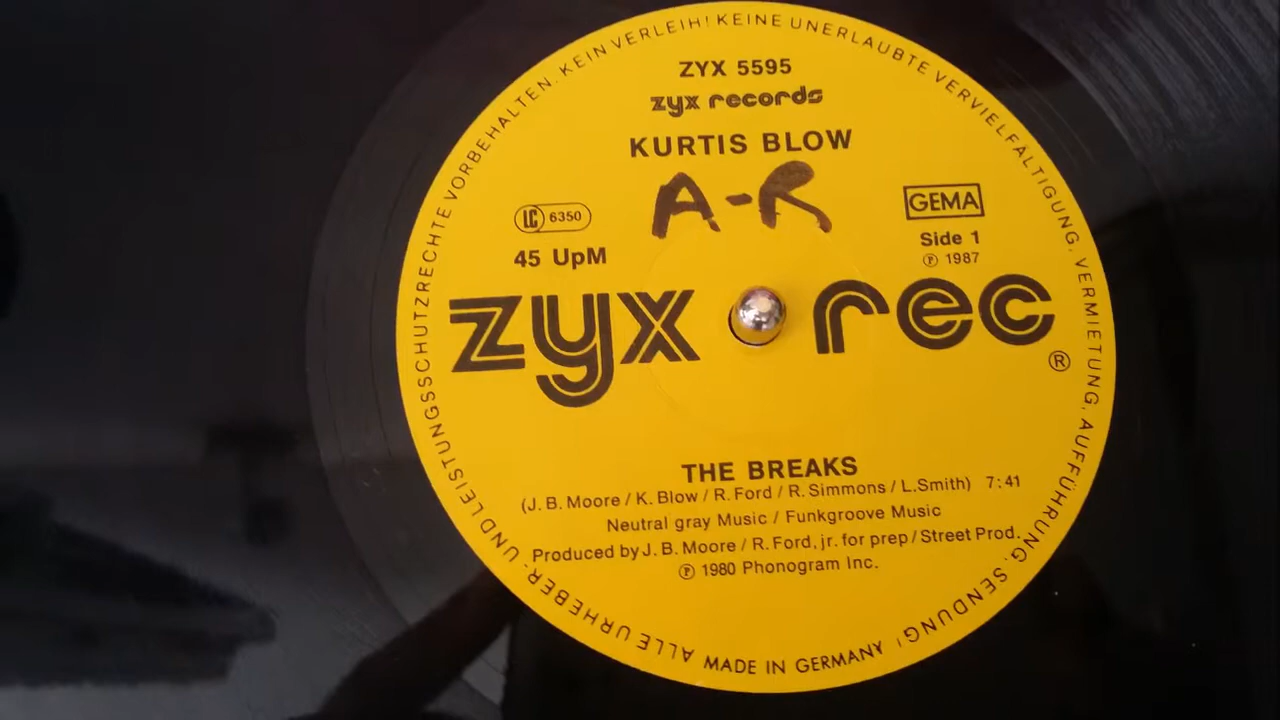 ALLE URHEBER- UND LEISTUNGSSCHUTZRECHTE VORBEHALTEN. KEIN VERLEIH! KEINE UNERLAUBTE VERVIELFÄLTIGUNG, VERMIETUNG, AUFFÜHRUNG, SENDUNG!
ZYX 5595
zyx records
KURTIS BLOW
A-R
LC 6350
GEMA
45 UpM
Side 1
℗ 1987
zyx rec
®
THE BREAKS
(J. B. Moore / K. Blow / R. Ford / R. Simmons / L. Smith) 7:41
Neutral gray Music / Funkgroove Music
Produced by J. B. Moore / R. Ford, jr. for prep / Street Prod.
℗ 1980 Phonogram Inc.
MADE IN GERMANY